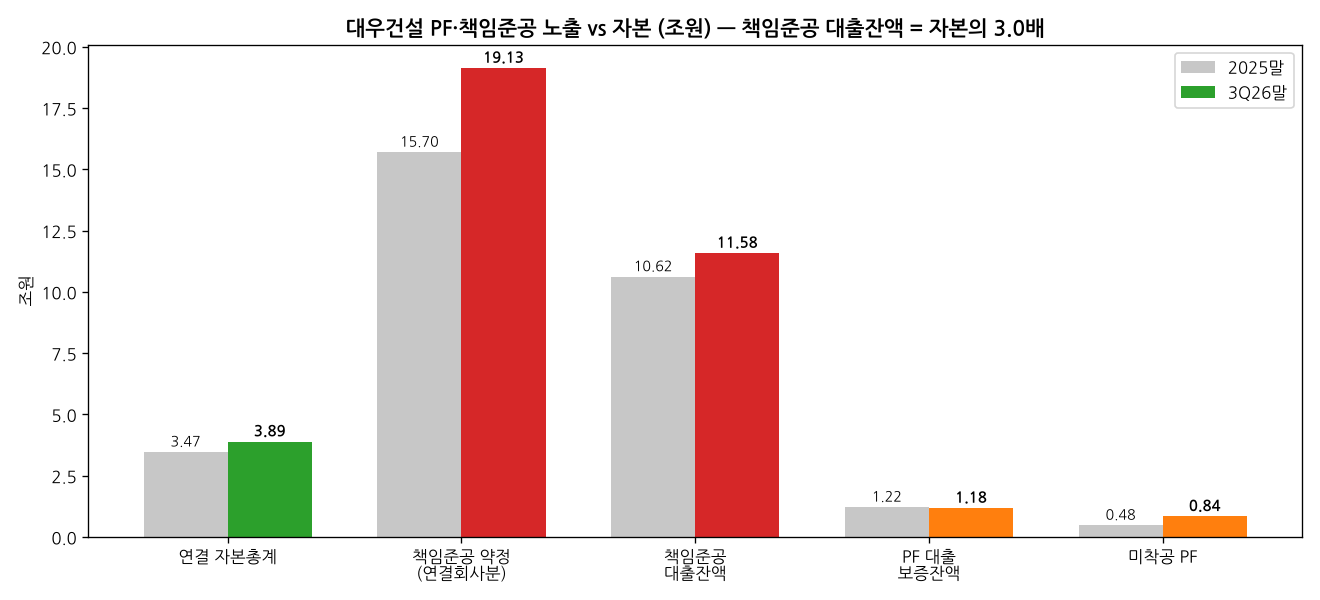 대우건설 PF·책임준공 노출 vs 자본 (조원) — 책임준공 대출잔액 = 자본의 3.0배
2025말
3Q26말
조원
20.0
17.5
15.0
12.5
10.0
7.5
5.0
2.5
0.0
3.47
3.89
15.70
19.13
10.62
11.58
1.22
1.18
0.48
0.84
연결 자본총계
책임준공 약정
(연결회사분)
책임준공
대출잔액
PF 대출
보증잔액
미착공 PF